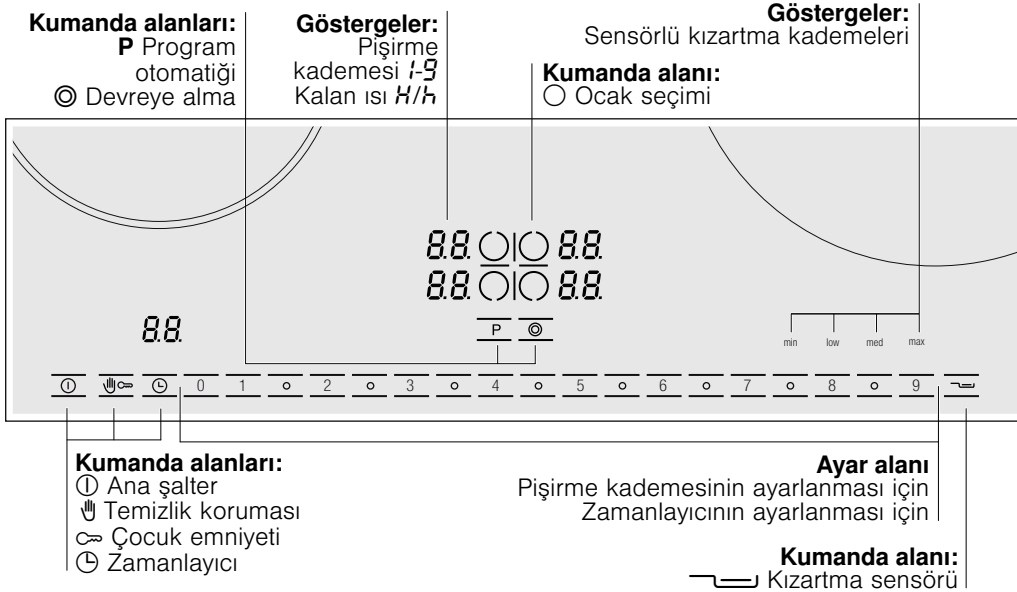 Kumanda alanları:
P Program
otomatiği
◎ Devreye alma
Göstergeler:
Pişirme
kademesi 1-9
Kalan ısı H/h
Göstergeler:
Sensörlü kızartma kademeleri
Kumanda alanı:
○ Ocak seçimi
8.8. 8.8.
8.8. 8.8.
8.8.
P ◎
min low med max
0 1 o 2 o 3 o 4 o 5 o 6 o 7 o 8 o 9
Kumanda alanları:
Ana şalter
Temizlik koruması
Çocuk emniyeti
Zamanlayıcı
Ayar alanı
Pişirme kademesinin ayarlanması için
Zamanlayıcının ayarlanması için
Kumanda alanı:
Kızartma sensörü